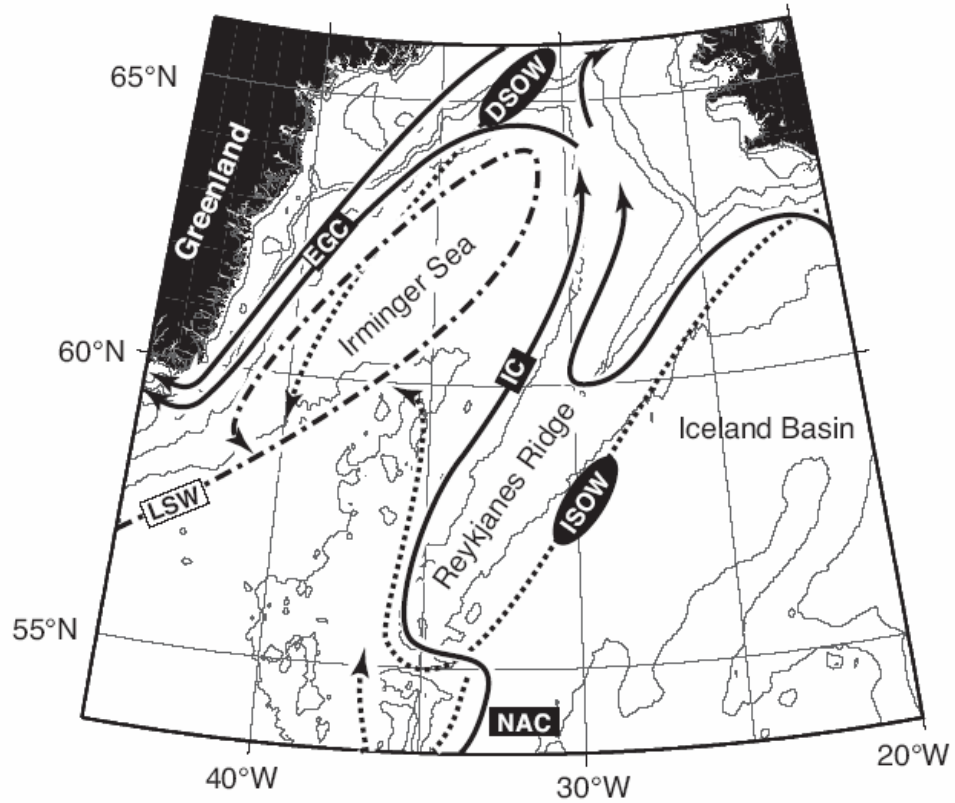 65°N
DSOW
Greenland
EGC
Irminger Sea
60°N
IC
Iceland Basin
Reykjanes Ridge
LSW
ISOW
55°N
NAC
40°W
30°W
20°W